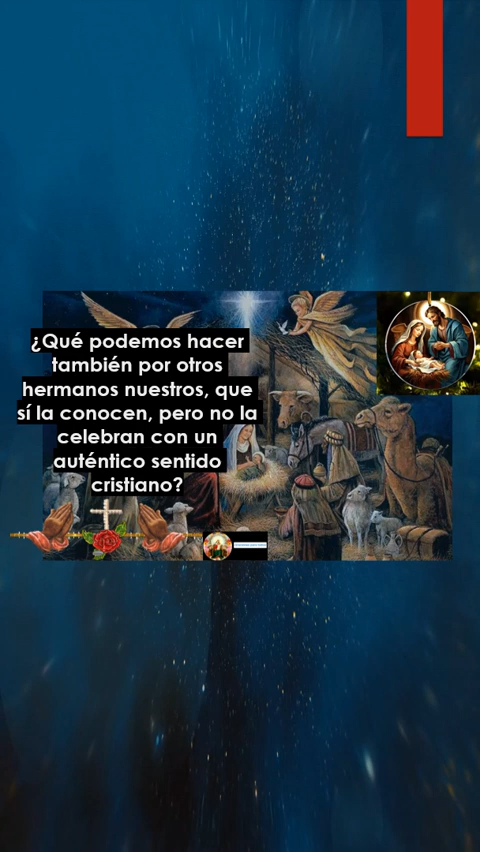 ¿Qué podemos hacer
también por otros
hermanos nuestros, que
sí la conocen, pero no la
celebran con un
auténtico sentido
cristiano?